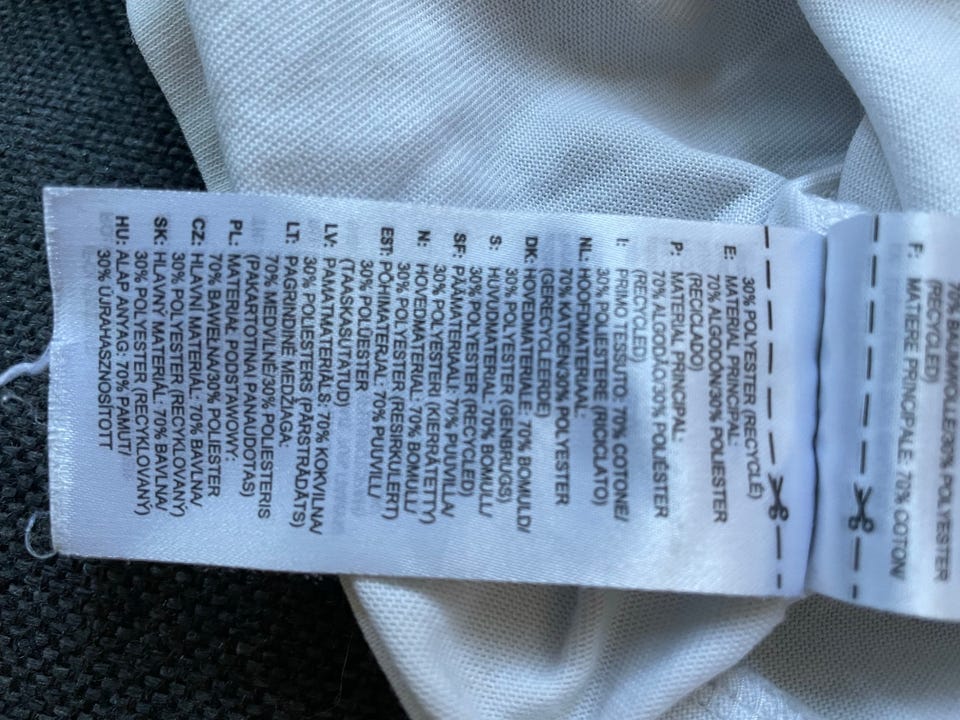 70% BAUMWOLLE/30% POLYESTER
(RECYCLED)
F: MATIÈRE PRINCIPALE: 70% COTON/
30% POLYESTER (RECYCLÉ)
E: MATERIAL PRINCIPAL:
70% ALGODÓN/30% POLIESTER
(RECICLADO)
P: MATERIAL PRINCIPAL:
70% ALGODÃO/30% POLIÉSTER
(RECYCLED)
I: PRIMO TESSUTO: 70% COTONE/
30% POLIESTERE (RICICLATO)
NL: HOOFDMATERIAAL:
70% KATOEN/30% POLYESTER
(GERECYCLEERDE)
DK: HOVEDMATERIALE: 70% BOMULD/
30% POLYESTER (GENBRUGS)
S: HUVUDMATERIAL: 70% BOMULL/
30% POLYESTER (RECYCLED)
SF: PÄÄMATERIAALI: 70% PUUVILLA/
30% POLYESTER (KIERRÄTETTY)
N: HOVEDMATERIAL: 70% BOMULL/
30% POLYESTER (RESIRKULERT)
EST: PÕHIMATERJAL: 70% PUUVILL/
30% POLÜESTER
(TAASKASUTATUD)
LV: PAMATMATERIĀLS: 70% KOKVILNA/
30% POLIESTERS (PĀRSTRĀDĀTS)
LT: PAGRINDINĖ MEDŽIAGA:
70% MEDVILNĖ/30% POLIESTERIS
(PAKARTOTINAI PANAUDOTAS)
PL: MATERIAŁ PODSTAWOWY:
70% BAWEŁNA/30% POLIESTER
CZ: HLAVNÍ MATERIÁL: 70% BAVLNA/
30% POLYESTER (RECYKLOVANÝ)
SK: HLAVNÝ MATERIÁL: 70% BAVLNA/
30% POLYESTER (RECYKLOVANÝ)
HU: ALAP ANYAG: 70% PAMUT/
30% ÚJRAHASZNOSÍTOTT